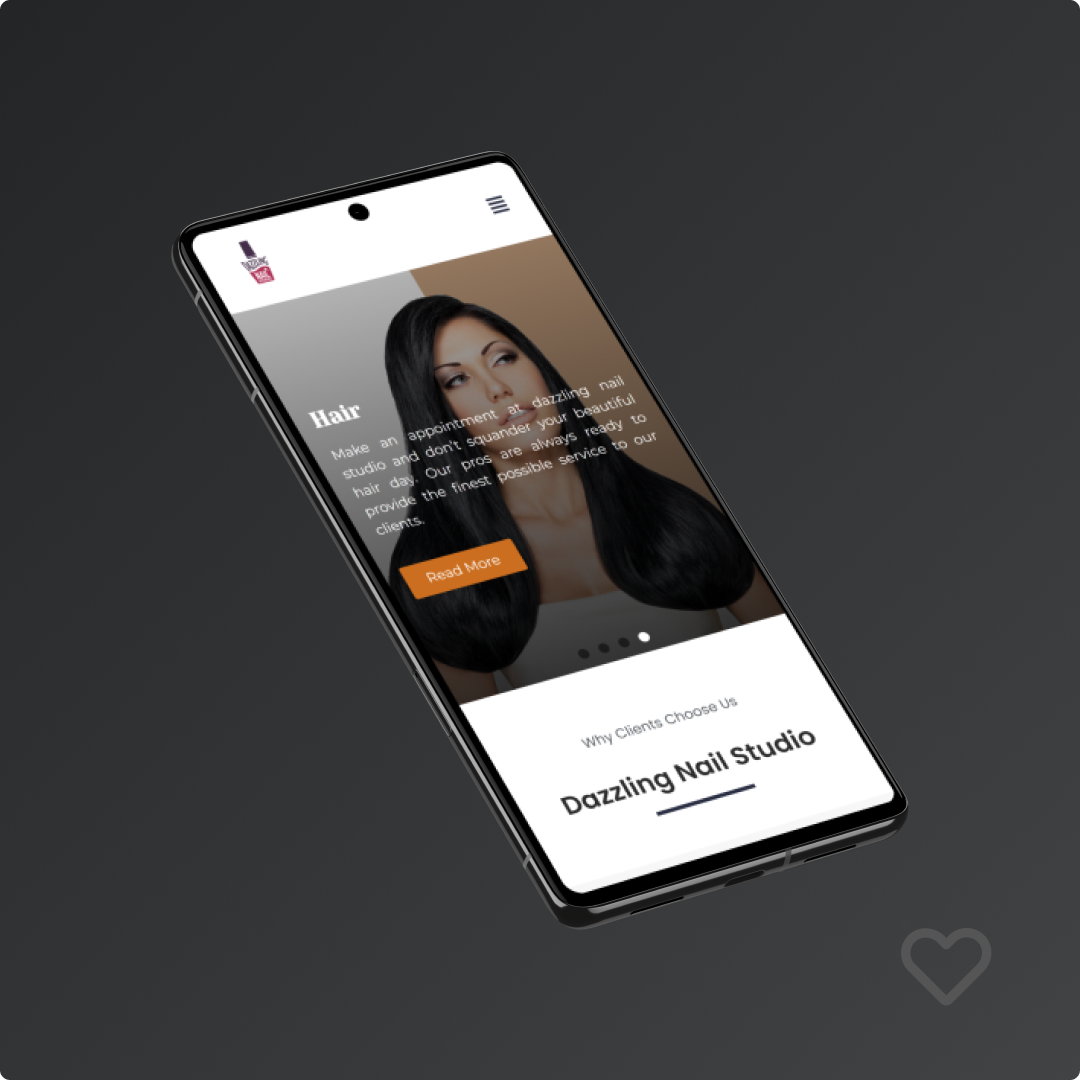 DAZZLING
NAIL
Hair
Make an appointment at dazzling nail
studio and don't squander your beautiful
hair day. Our pros are always ready to
provide the finest possible service to our
clients.
Read More
Why Clients Choose Us
Dazzling Nail Studio